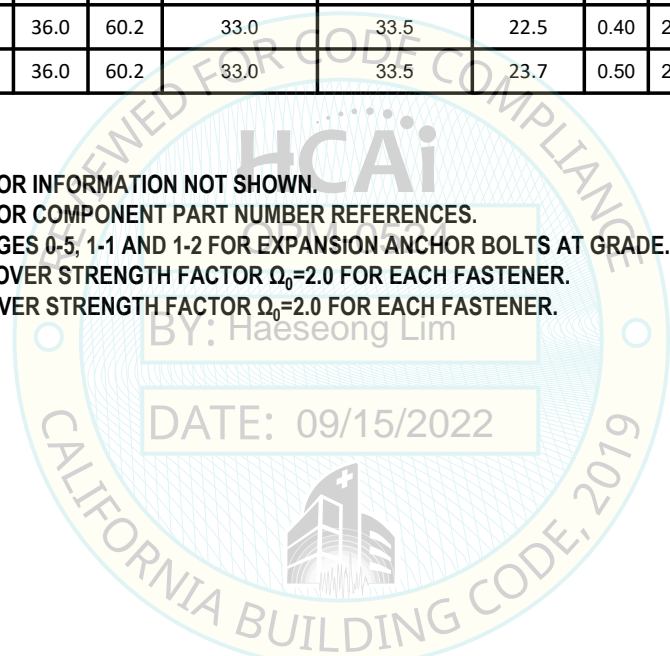 36.0 60.2 33.0 33.5 22.5 0.40 2
36.0 60.2 33.0 33.5 23.7 0.50 2
REVIEWED FOR CODE COMPLIANCE
HCAi
OR INFORMATION NOT SHOWN.
OR COMPONENT PART NUMBER REFERENCES.
OPM-0534
GES 0-5, 1-1 AND 1-2 FOR EXPANSION ANCHOR BOLTS AT GRADE.
OVER STRENGTH FACTOR Ω₀=2.0 FOR EACH FASTENER.
VER STRENGTH FACTOR Ω₀=2.0 FOR EACH FASTENER.
BY: Haeseong Lim
DATE: 09/15/2022
CALIFORNIA BUILDING CODE, 2019